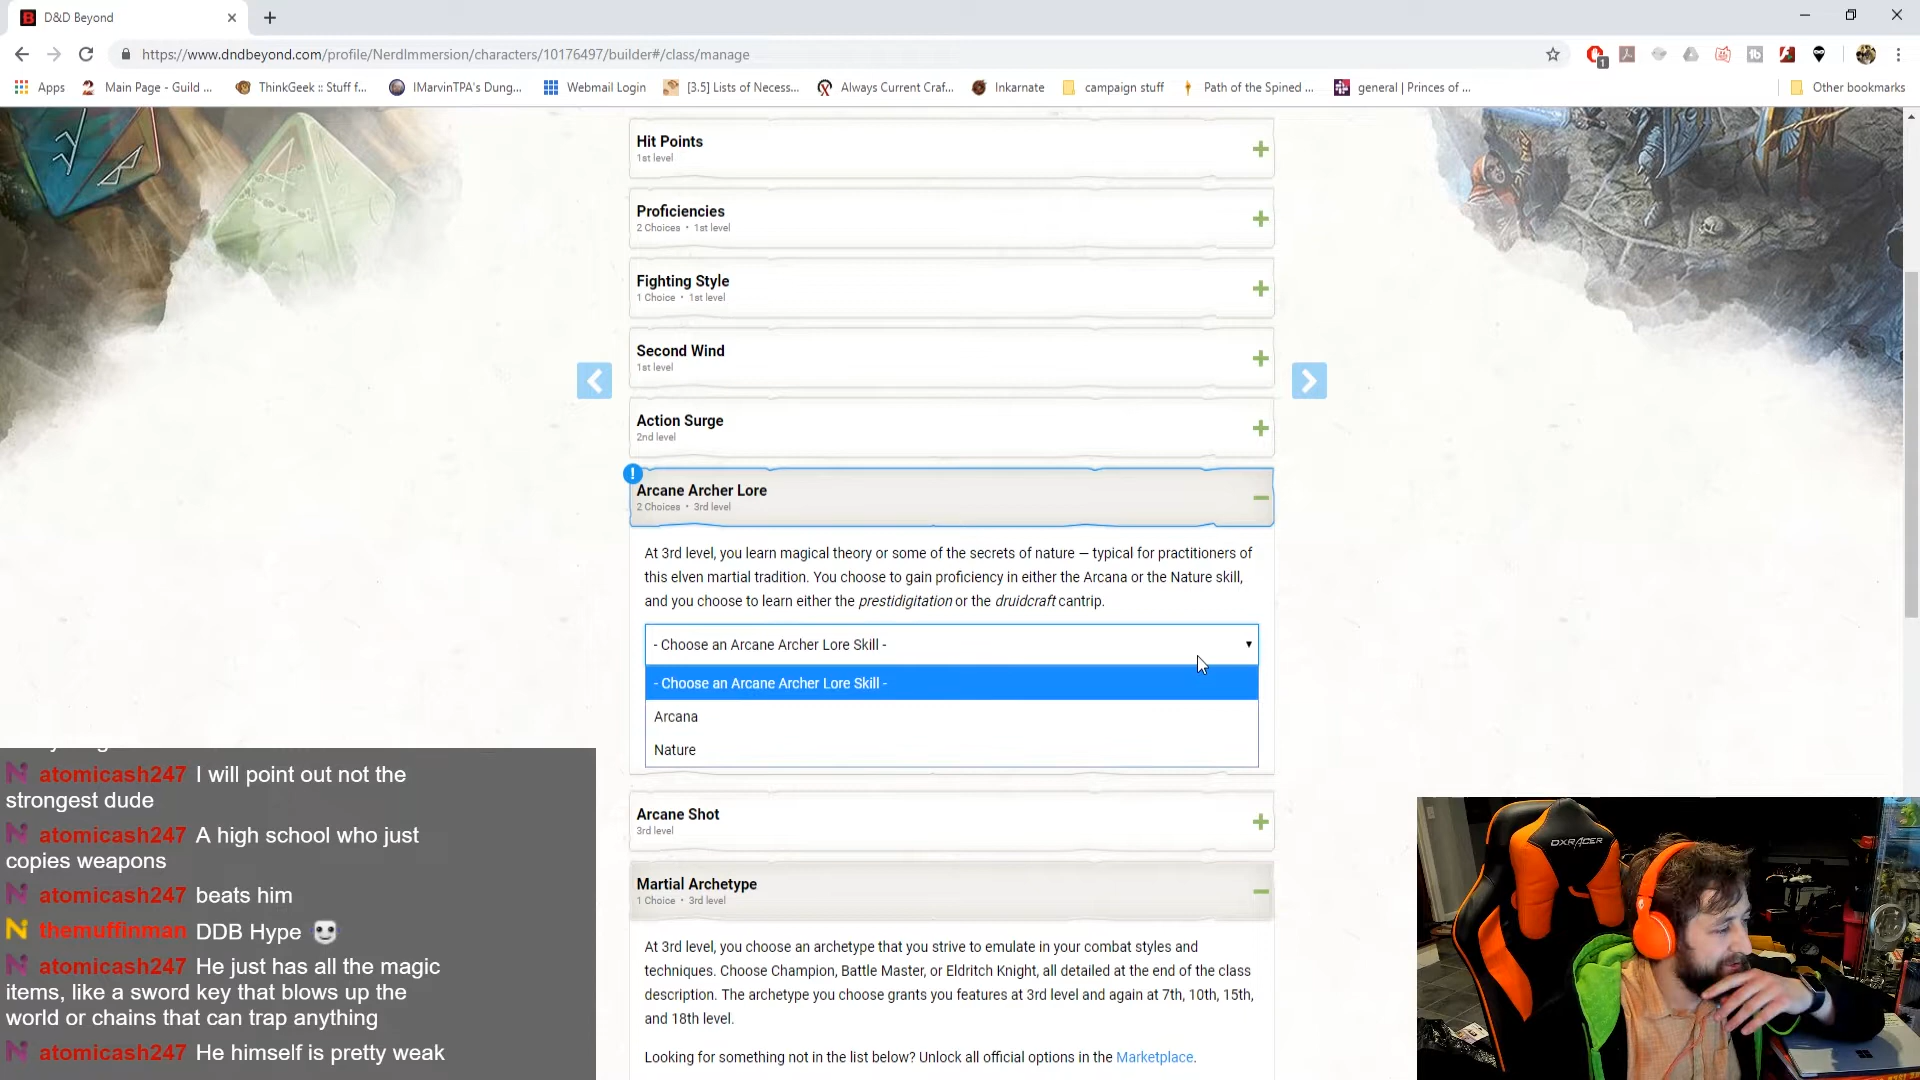 D&D Beyond
https://www.dndbeyond.com/profile/NerdImmersion/characters/10176497/builder#/class/manage
1
Apps
Main Page - Guild ...
ThinkGeek :: Stuff f...
IMarvinTPA's Dung...
Webmail Login
[3.5] Lists of Necess...
Always Current Craf...
Inkarnate
campaign stuff
Path of the Spined ...
general | Princes of ...
Other bookmarks
Hit Points
1st level
Proficiencies
2 Choices • 1st level
Fighting Style
1 Choice • 1st level
Second Wind
1st level
Action Surge
2nd level
!
Arcane Archer Lore
2 Choices • 3rd level
At 3rd level, you learn magical theory or some of the secrets of nature — typical for practitioners of
this elven martial tradition. You choose to gain proficiency in either the Arcana or the Nature skill,
and you choose to learn either the prestidigitation or the druidcraft cantrip.
- Choose an Arcane Archer Lore Skill -
- Choose an Arcane Archer Lore Skill -
Arcana
Nature
Arcane Shot
3rd level
Martial Archetype
1 Choice • 3rd level
At 3rd level, you choose an archetype that you strive to emulate in your combat styles and
techniques. Choose Champion, Battle Master, or Eldritch Knight, all detailed at the end of the class
description. The archetype you choose grants you features at 3rd level and again at 7th, 10th, 15th,
and 18th level.
Looking for something not in the list below? Unlock all official options in the Marketplace.
atomicash247 I will point out not the
strongest dude
atomicash247 A high school who just
copies weapons
atomicash247 beats him
themuffinman DDB Hype
atomicash247 He just has all the magic
items, like a sword key that blows up the
world or chains that can trap anything
atomicash247 He himself is pretty weak
DXRACER